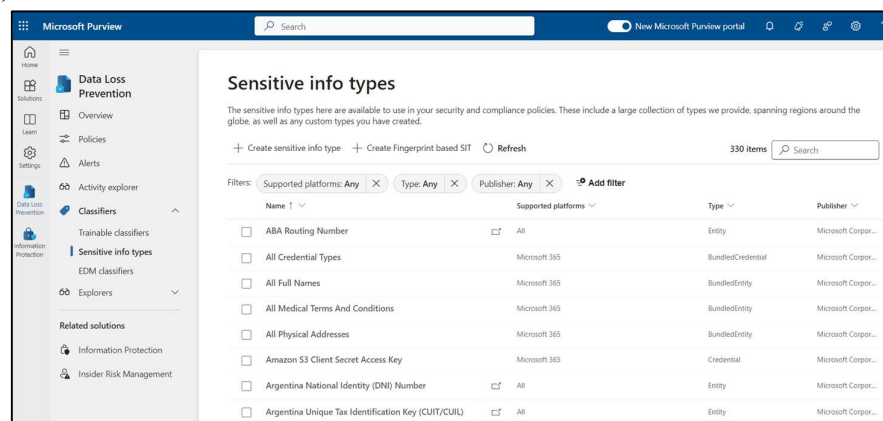 Microsoft Purview
Search
New Microsoft Purview portal
Home
Solutions
Learn
Settings
Data Loss Prevention
Information Protection
Data Loss
Prevention
Overview
Policies
Alerts
Activity explorer
Classifiers
Trainable classifiers
Sensitive info types
EDM classifiers
Explorers
Related solutions
Information Protection
Insider Risk Management
Sensitive info types
The sensitive info types here are available to use in your security and compliance policies. These include a large collection of types we provide, spanning regions around the
globe, as well as any custom types you have created.
+ Create sensitive info type + Create Fingerprint based SIT Refresh 330 items Search
Filters: Supported platforms: Any Type: Any Publisher: Any Add filter
Name ↑ Supported platforms Type Publisher
ABA Routing Number All Entity Microsoft Corpor...
All Credential Types Microsoft 365 BundledCredential Microsoft Corpor...
All Full Names Microsoft 365 BundledEntity Microsoft Corpor...
All Medical Terms And Conditions Microsoft 365 BundledEntity Microsoft Corpor...
All Physical Addresses Microsoft 365 BundledEntity Microsoft Corpor...
Amazon S3 Client Secret Access Key Microsoft 365 Credential Microsoft Corpor...
Argentina National Identity (DNI) Number All Entity Microsoft Corpor...
Argentina Unique Tax Identification Key (CUIT/CUIL) All Entity Microsoft Corpor...